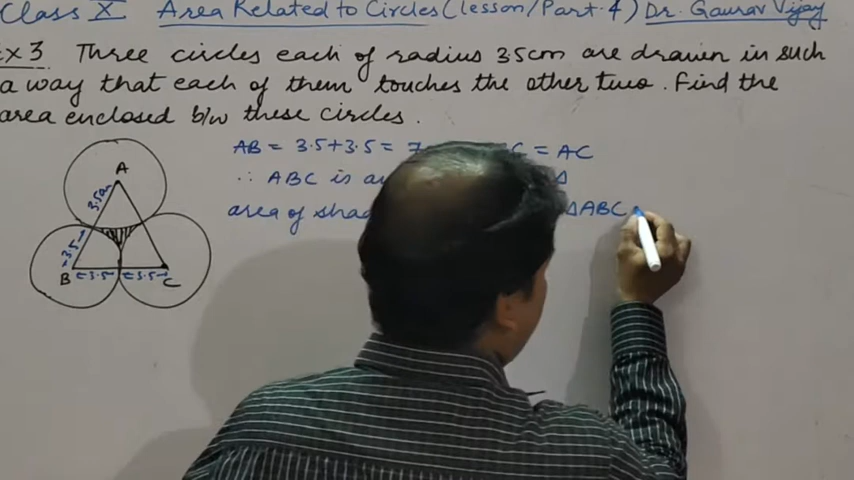 Class X Area Related to Circles (lesson/Part-4) Dr. Gaurav Vijay
Ex 3 Three circles each of radius 3.5cm are drawn in such
a way that each of them touches the other two. Find the
area enclosed b/w these circles.
AB = 3.5+3.5 = 7 = AC
∴ ABC is Δ
area of ΔABC
A
3.5cm
3.5
B 3.5 3.5 C